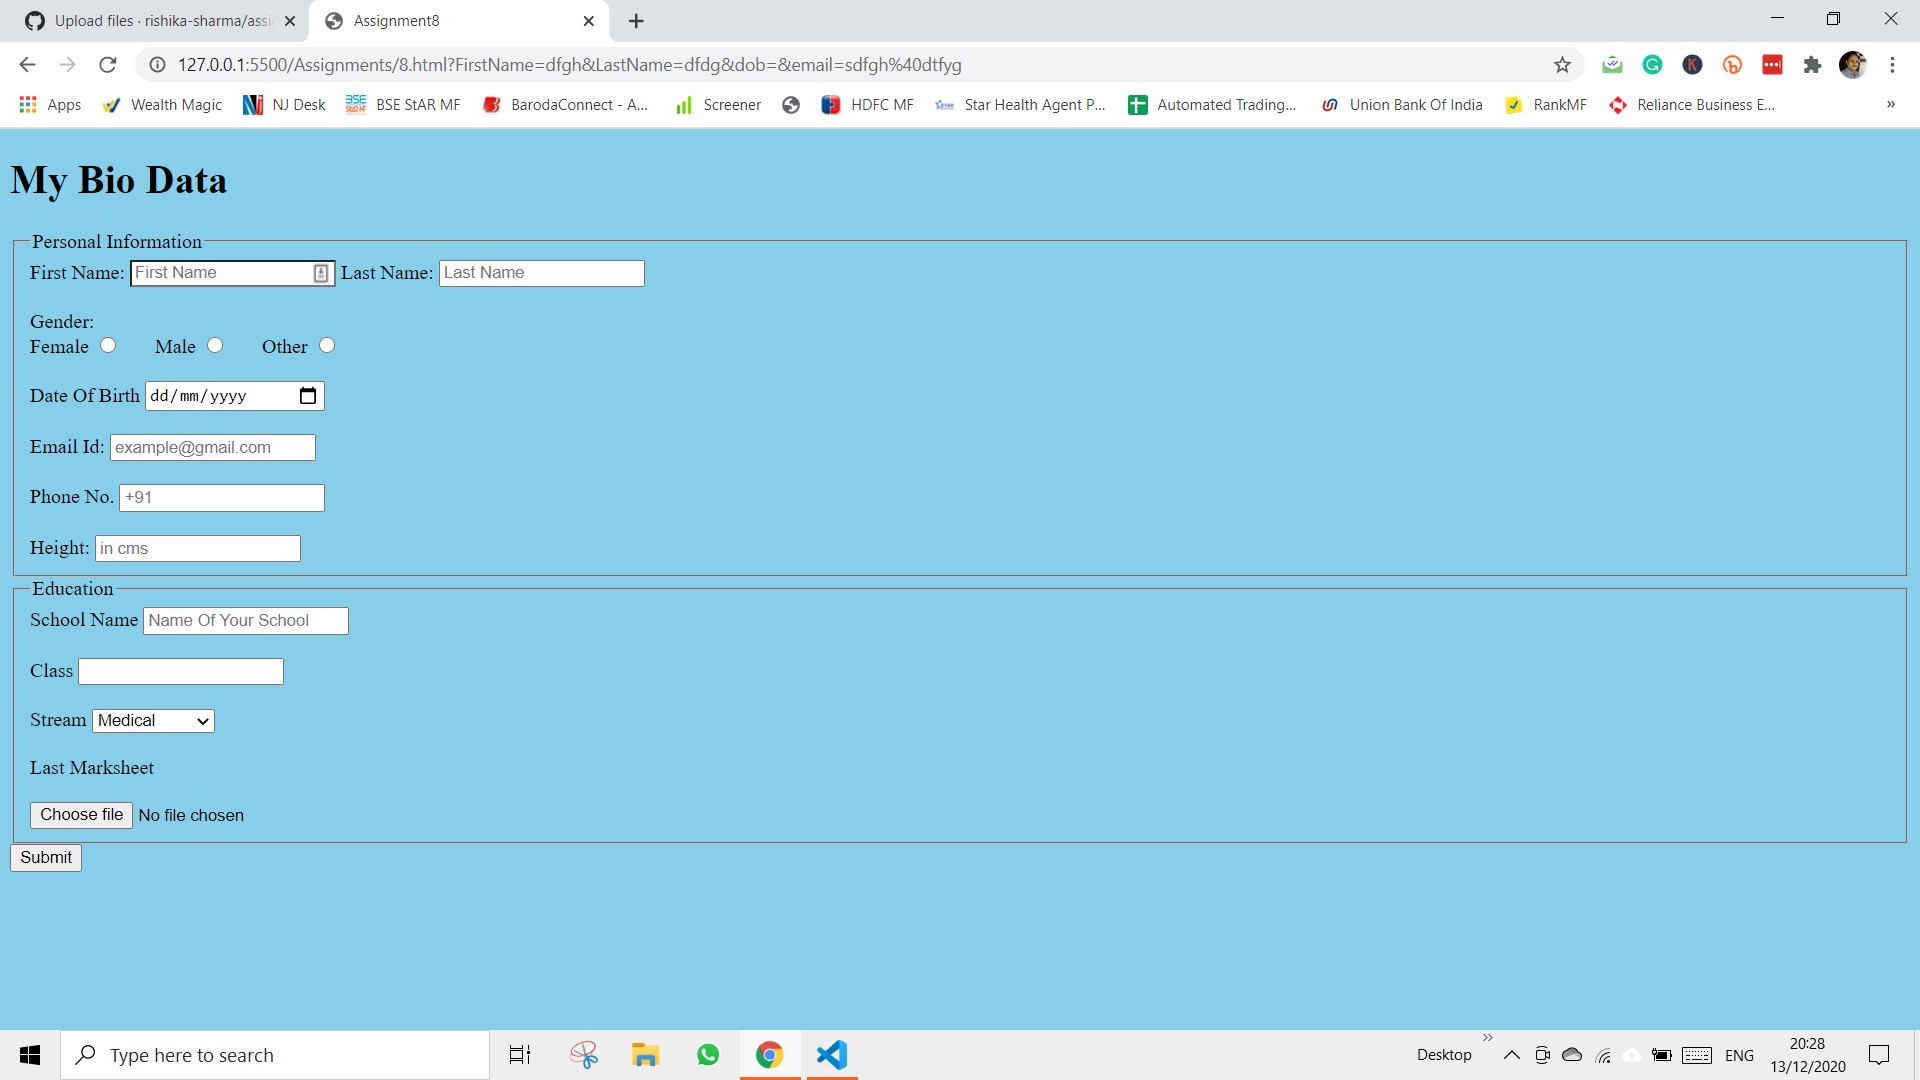 Upload files · rishika-sharma/assi
Assignment8
127.0.0.1:5500/Assignments/8.html?FirstName=dfgh&LastName=dfdg&dob=&email=sdfgh%40dtfyg
Apps Wealth Magic NJ Desk BSE StAR MF BarodaConnect - A... Screener HDFC MF Star Health Agent P... Automated Trading... Union Bank Of India RankMF Reliance Business E... »
My Bio Data
Personal Information
First Name: First Name Last Name: Last Name
Gender:
Female Male Other
Date Of Birth dd/mm/yyyy
Email Id: example@gmail.com
Phone No. +91
Height: in cms
Education
School Name Name Of Your School
Class
Stream Medical
Last Marksheet
Choose file No file chosen
Submit
Type here to search
Desktop » ENG
20:28
13/12/2020